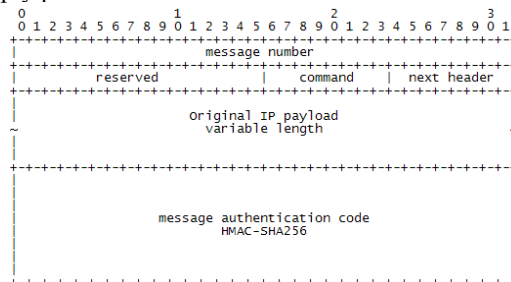 0 1 2 3
0 1 2 3 4 5 6 7 8 9 0 1 2 3 4 5 6 7 8 9 0 1 2 3 4 5 6 7 8 9 0 1
+-+-+-+-+-+-+-+-+-+-+-+-+-+-+-+-+-+-+-+-+-+-+-+-+-+-+-+-+-+-+-+-
| message number
+-+-+-+-+-+-+-+-+-+-+-+-+-+-+-+-+-+-+-+-+-+-+-+-+-+-+-+-+-+-+-+-
| reserved | command | next header
+-+-+-+-+-+-+-+-+-+-+-+-+-+-+-+-+-+-+-+-+-+-+-+-+-+-+-+-+-+-+-+-
| Original IP payload
~ variable length ~
+-+-+-+-+-+-+-+-+-+-+-+-+-+-+-+-+-+-+-+-+-+-+-+-+-+-+-+-+-+-+-+-
| message authentication code
| HMAC-SHA256